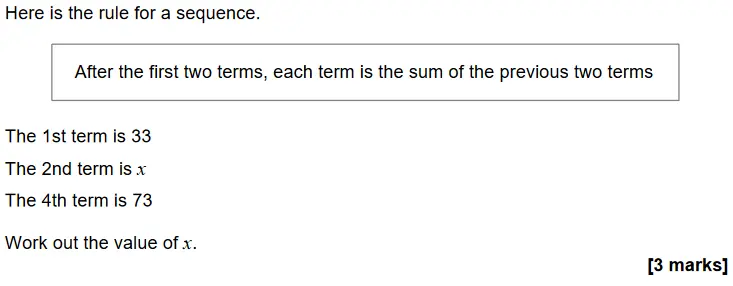 Here is the rule for a sequence.
After the first two terms, each term is the sum of the previous two terms
The 1st term is 33
The 2nd term is x
The 4th term is 73
Work out the value of x.
[3 marks]